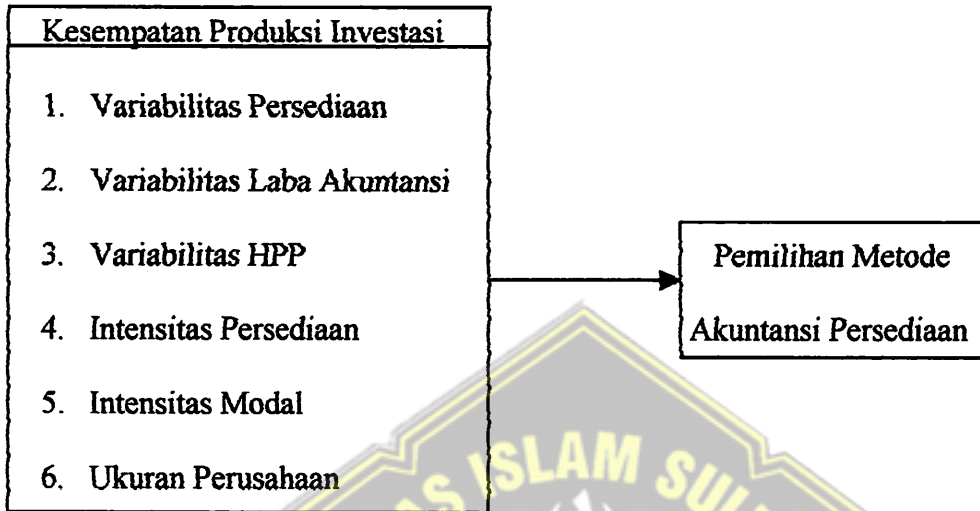 Kesempatan Produksi Investasi
1. Variabilitas Persediaan
2. Variabilitas Laba Akuntansi
3. Variabilitas HPP
4. Intensitas Persediaan
5. Intensitas Modal
6. Ukuran Perusahaan
Pemilihan Metode
Akuntansi Persediaan
ISLAM